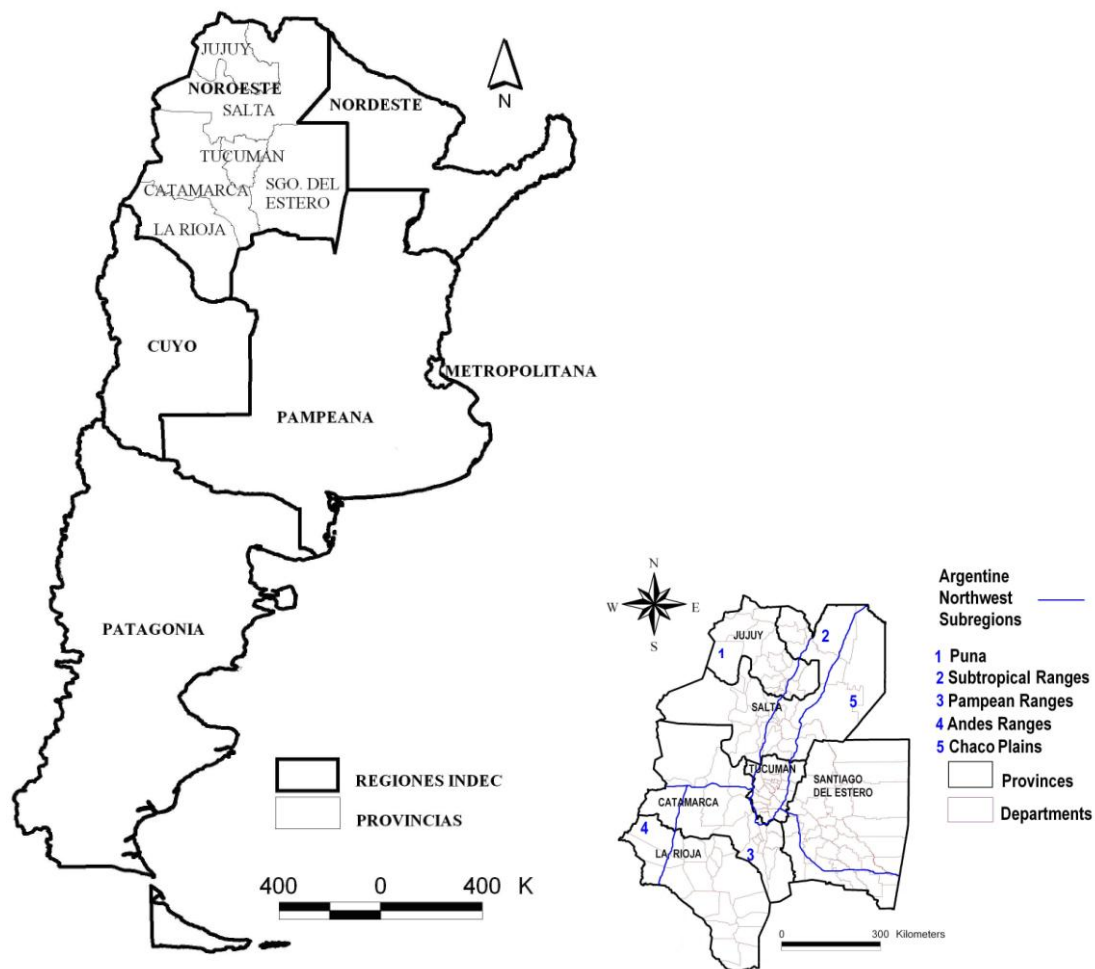 JUJUY
NOROESTE
SALTA
NORDESTE
N
TUCUMÁN
CATAMARCA
SGO. DEL
ESTERO
LA RIOJA
CUYO
METROPOLITANA
PAMPEANA
PATAGONIA
REGIONES INDEC
PROVINCIAS
400 0 400 K
N
W E
S
Argentine
Northwest
Subregions
1 Puna
2 Subtropical Ranges
3 Pampean Ranges
4 Andes Ranges
5 Chaco Plains
Provinces
Departments
JUJUY
2
1
5
SALTA
TUCUMAN
SANTIAGO
DEL ESTERO
CATAMARCA
4
LA RIOJA
3
0 300 Kilometers